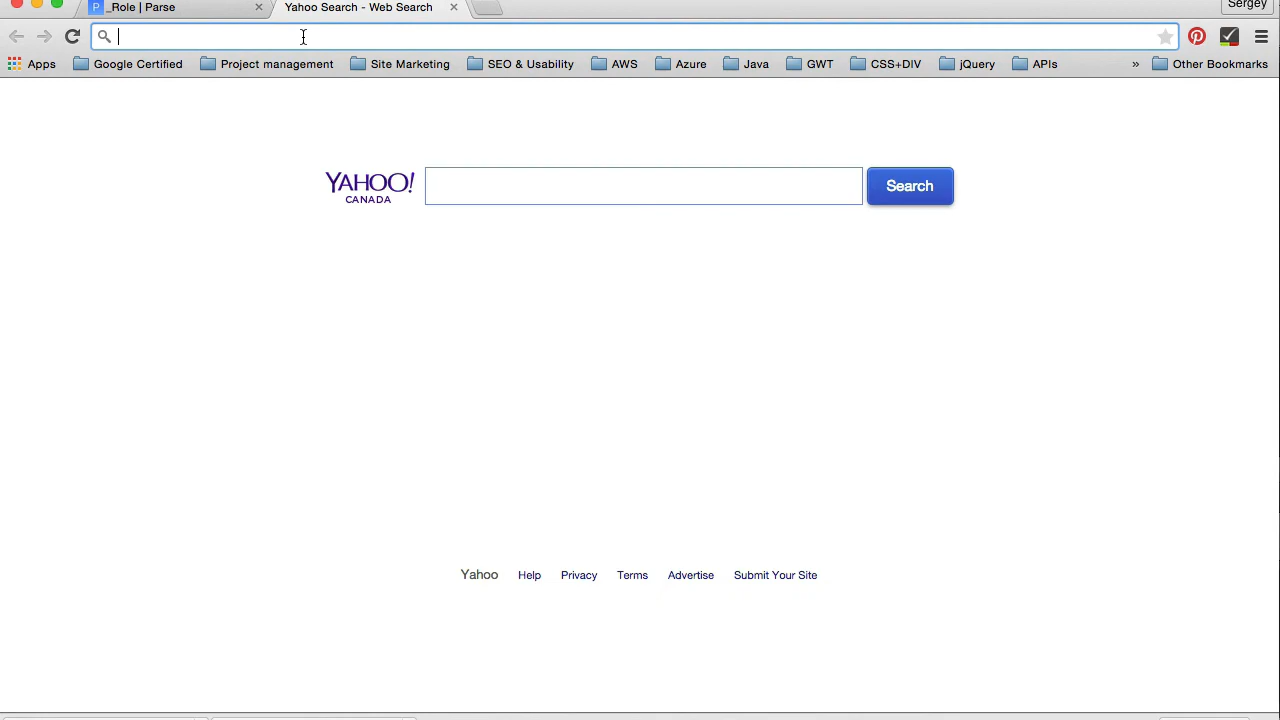 _Role | Parse
Yahoo Search - Web Search
Sergey
Apps Google Certified Project management Site Marketing SEO & Usability AWS Azure Java GWT CSS+DIV jQuery APIs » Other Bookmarks
YAHOO!
CANADA
Search
Yahoo Help Privacy Terms Advertise Submit Your Site